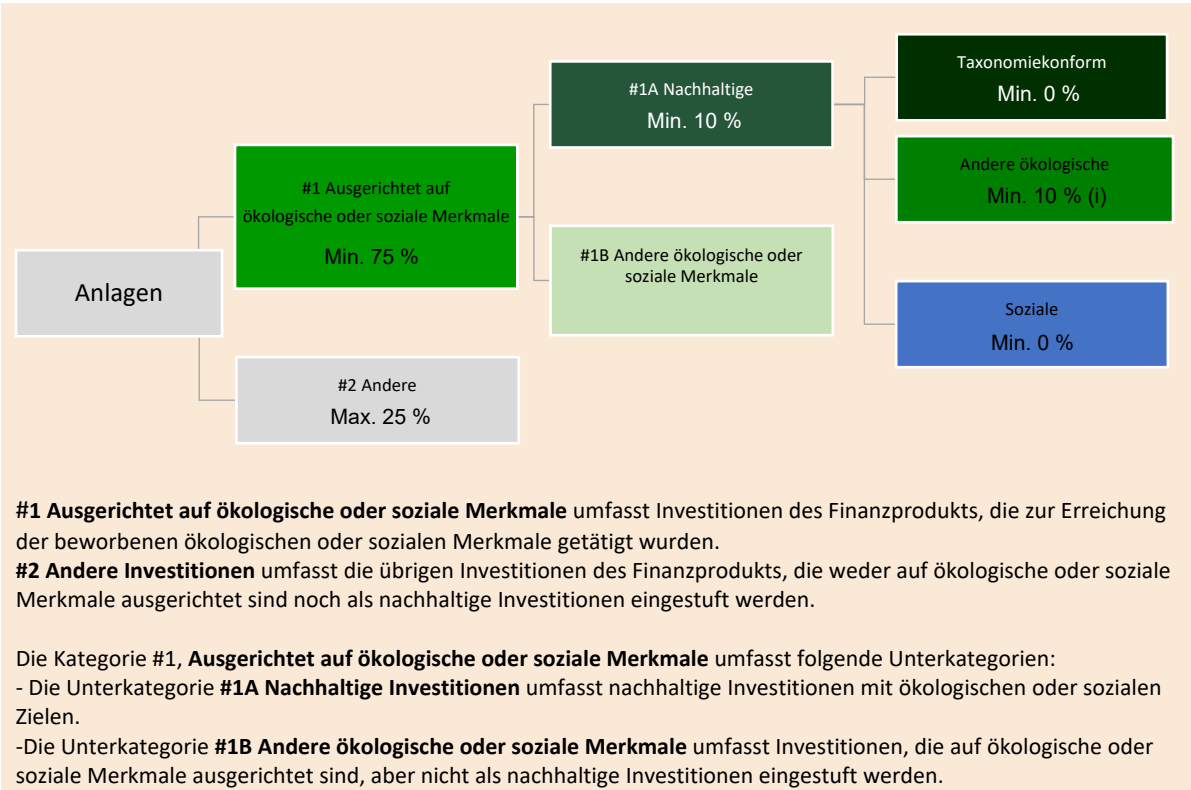 Anlagen
#1 Ausgerichtet auf
ökologische oder soziale Merkmale
Min. 75 %
#2 Andere
Max. 25 %
#1A Nachhaltige
Min. 10 %
#1B Andere ökologische oder
soziale Merkmale
Taxonomiekonform
Min. 0 %
Andere ökologische
Min. 10 % (i)
Soziale
Min. 0 %
#1 Ausgerichtet auf ökologische oder soziale Merkmale umfasst Investitionen des Finanzprodukts, die zur Erreichung
der beworbenen ökologischen oder sozialen Merkmale getätigt wurden.
#2 Andere Investitionen umfasst die übrigen Investitionen des Finanzprodukts, die weder auf ökologische oder soziale
Merkmale ausgerichtet sind noch als nachhaltige Investitionen eingestuft werden.
Die Kategorie #1, Ausgerichtet auf ökologische oder soziale Merkmale umfasst folgende Unterkategorien:
- Die Unterkategorie #1A Nachhaltige Investitionen umfasst nachhaltige Investitionen mit ökologischen oder sozialen
Zielen.
-Die Unterkategorie #1B Andere ökologische oder soziale Merkmale umfasst Investitionen, die auf ökologische oder
soziale Merkmale ausgerichtet sind, aber nicht als nachhaltige Investitionen eingestuft werden.